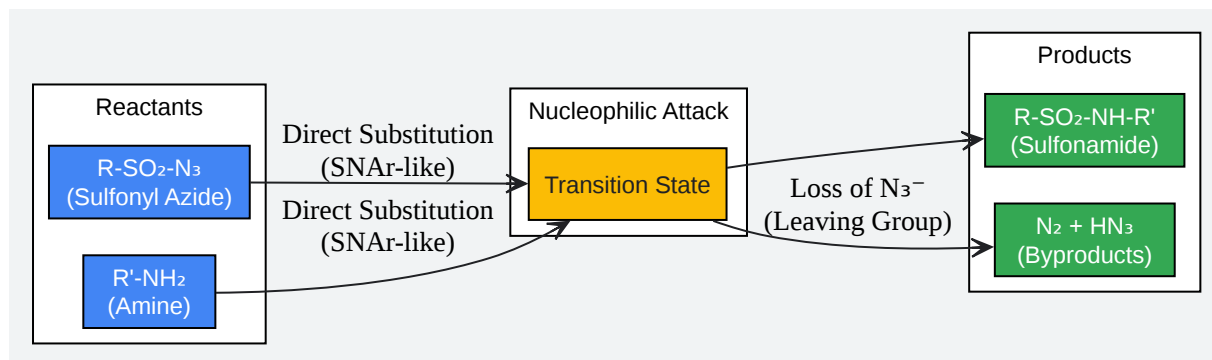 Reactants
R-SO₂-N₃
(Sulfonyl Azide)
R'-NH₂
(Amine)
Direct Substitution
(SNAr-like)
Direct Substitution
(SNAr-like)
Nucleophilic Attack
Transition State
Loss of N₃⁻
(Leaving Group)
Products
R-SO₂-NH-R'
(Sulfonamide)
N₂ + HN₃
(Byproducts)